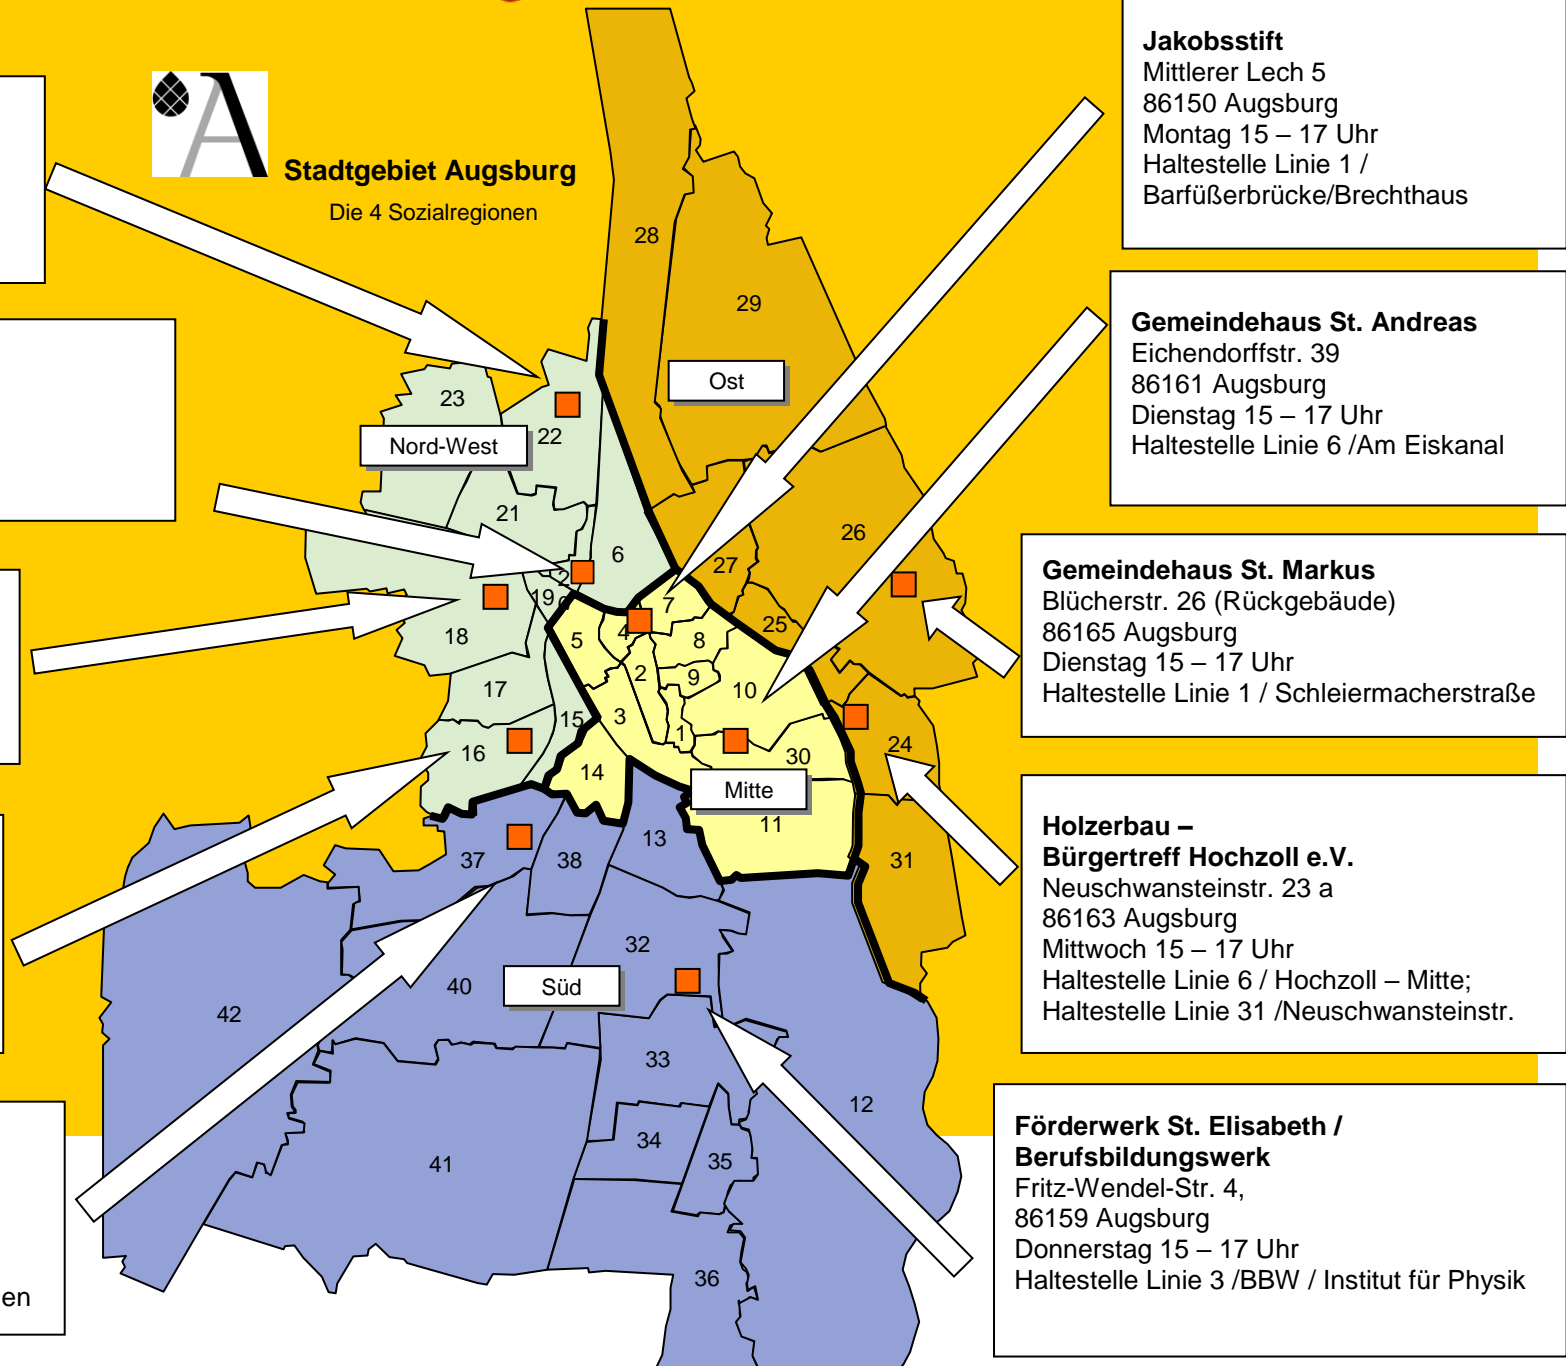 Stadtgebiet Augsburg
Die 4 Sozialregionen
Jakobsstift
Mittlerer Lech 5
86150 Augsburg
Montag 15 – 17 Uhr
Haltestelle Linie 1 /
Barfüßerbrücke/Brechthaus
Gemeindehaus St. Andreas
Eichendorffstr. 39
86161 Augsburg
Dienstag 15 – 17 Uhr
Haltestelle Linie 6 /Am Eiskanal
Gemeindehaus St. Markus
Blücherstr. 26 (Rückgebäude)
86165 Augsburg
Dienstag 15 – 17 Uhr
Haltestelle Linie 1 / Schleiermacherstraße
Holzerbau –
Bürgertreff Hochzoll e.V.
Neuschwansteinstr. 23 a
86163 Augsburg
Mittwoch 15 – 17 Uhr
Haltestelle Linie 6 / Hochzoll – Mitte;
Haltestelle Linie 31 /Neuschwansteinstr.
Förderwerk St. Elisabeth /
Berufsbildungswerk
Fritz-Wendel-Str. 4,
86159 Augsburg
Donnerstag 15 – 17 Uhr
Haltestelle Linie 3 /BBW / Institut für Physik
28
29
Ost
23
22
Nord-West
21
26
6
27
2
19
7
25
18
5
4
8
2
9
17
10
15
3
1
16
24
30
14
Mitte
11
13
37
38
31
32
40
Süd
42
33
12
34
41
35
36
en